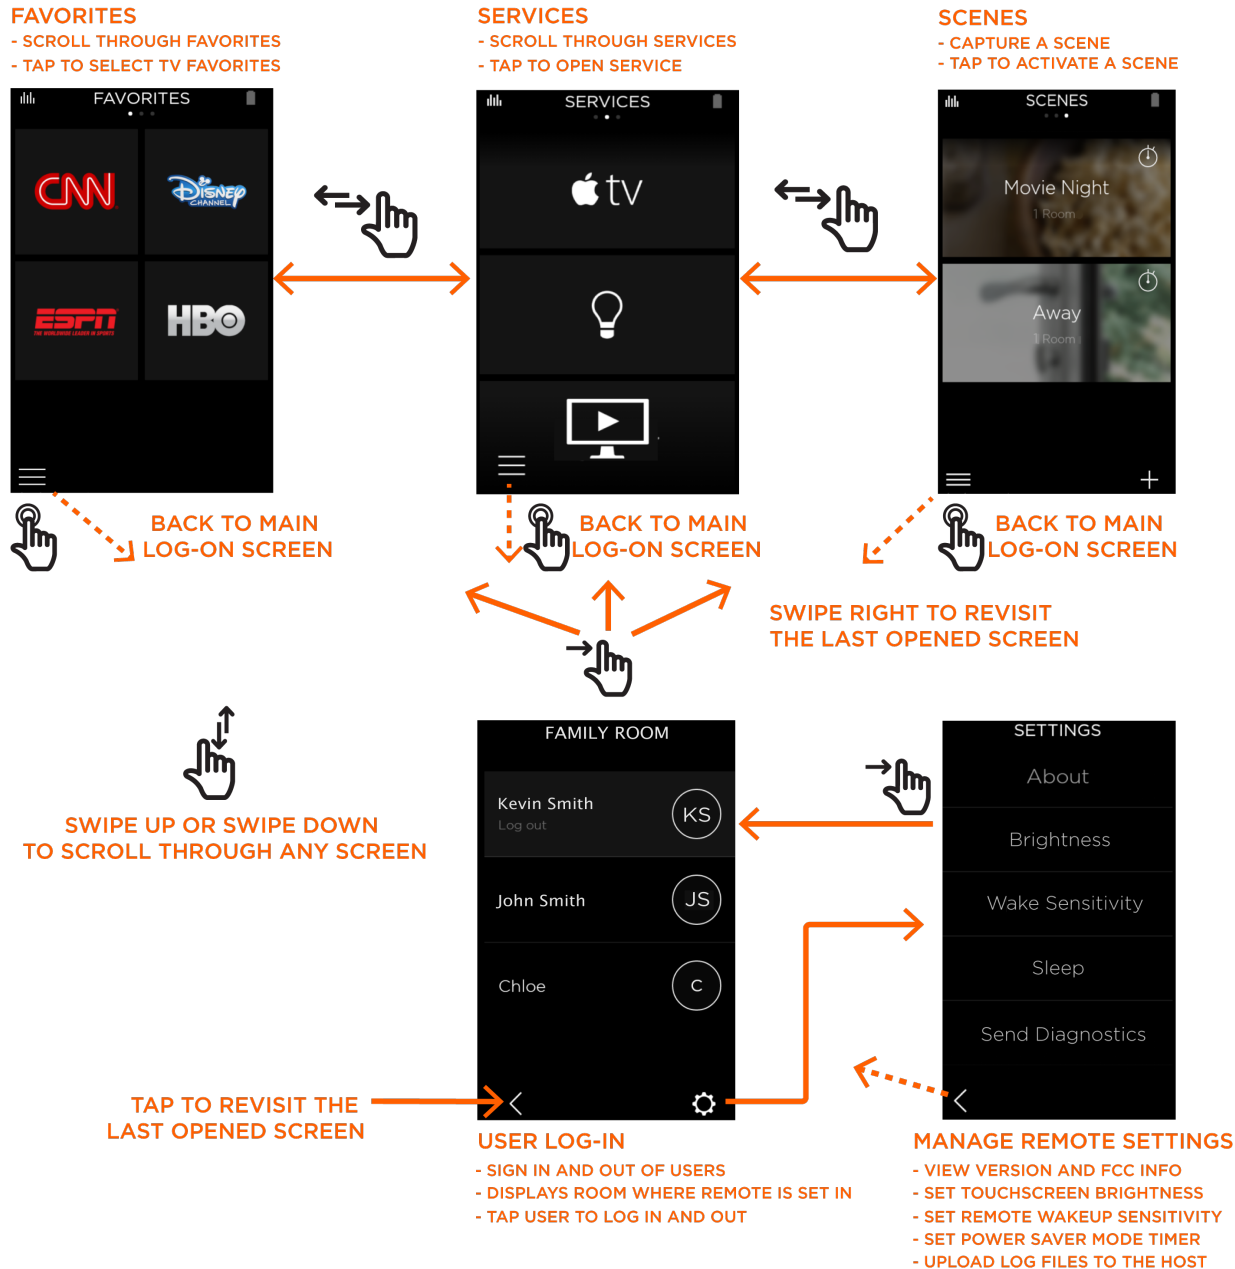 FAVORITES
- SCROLL THROUGH FAVORITES
- TAP TO SELECT TV FAVORITES
SERVICES
- SCROLL THROUGH SERVICES
- TAP TO OPEN SERVICE
SCENES
- CAPTURE A SCENE
- TAP TO ACTIVATE A SCENE
FAVORITES
CNN
DISNEY
CHANNEL
ESPN
THE WORLDWIDE LEADER IN SPORTS
HBO
SERVICES
tv
SCENES
Movie Night
1 Room
Away
1 Room
BACK TO MAIN
LOG-ON SCREEN
BACK TO MAIN
LOG-ON SCREEN
BACK TO MAIN
LOG-ON SCREEN
SWIPE RIGHT TO REVISIT
THE LAST OPENED SCREEN
SWIPE UP OR SWIPE DOWN
TO SCROLL THROUGH ANY SCREEN
FAMILY ROOM
Kevin Smith
Log out
KS
John Smith
JS
Chloe
C
SETTINGS
About
Brightness
Wake Sensitivity
Sleep
Send Diagnostics
TAP TO REVISIT THE
LAST OPENED SCREEN
USER LOG-IN
- SIGN IN AND OUT OF USERS
- DISPLAYS ROOM WHERE REMOTE IS SET IN
- TAP USER TO LOG IN AND OUT
MANAGE REMOTE SETTINGS
- VIEW VERSION AND FCC INFO
- SET TOUCHSCREEN BRIGHTNESS
- SET REMOTE WAKEUP SENSITIVITY
- SET POWER SAVER MODE TIMER
- UPLOAD LOG FILES TO THE HOST